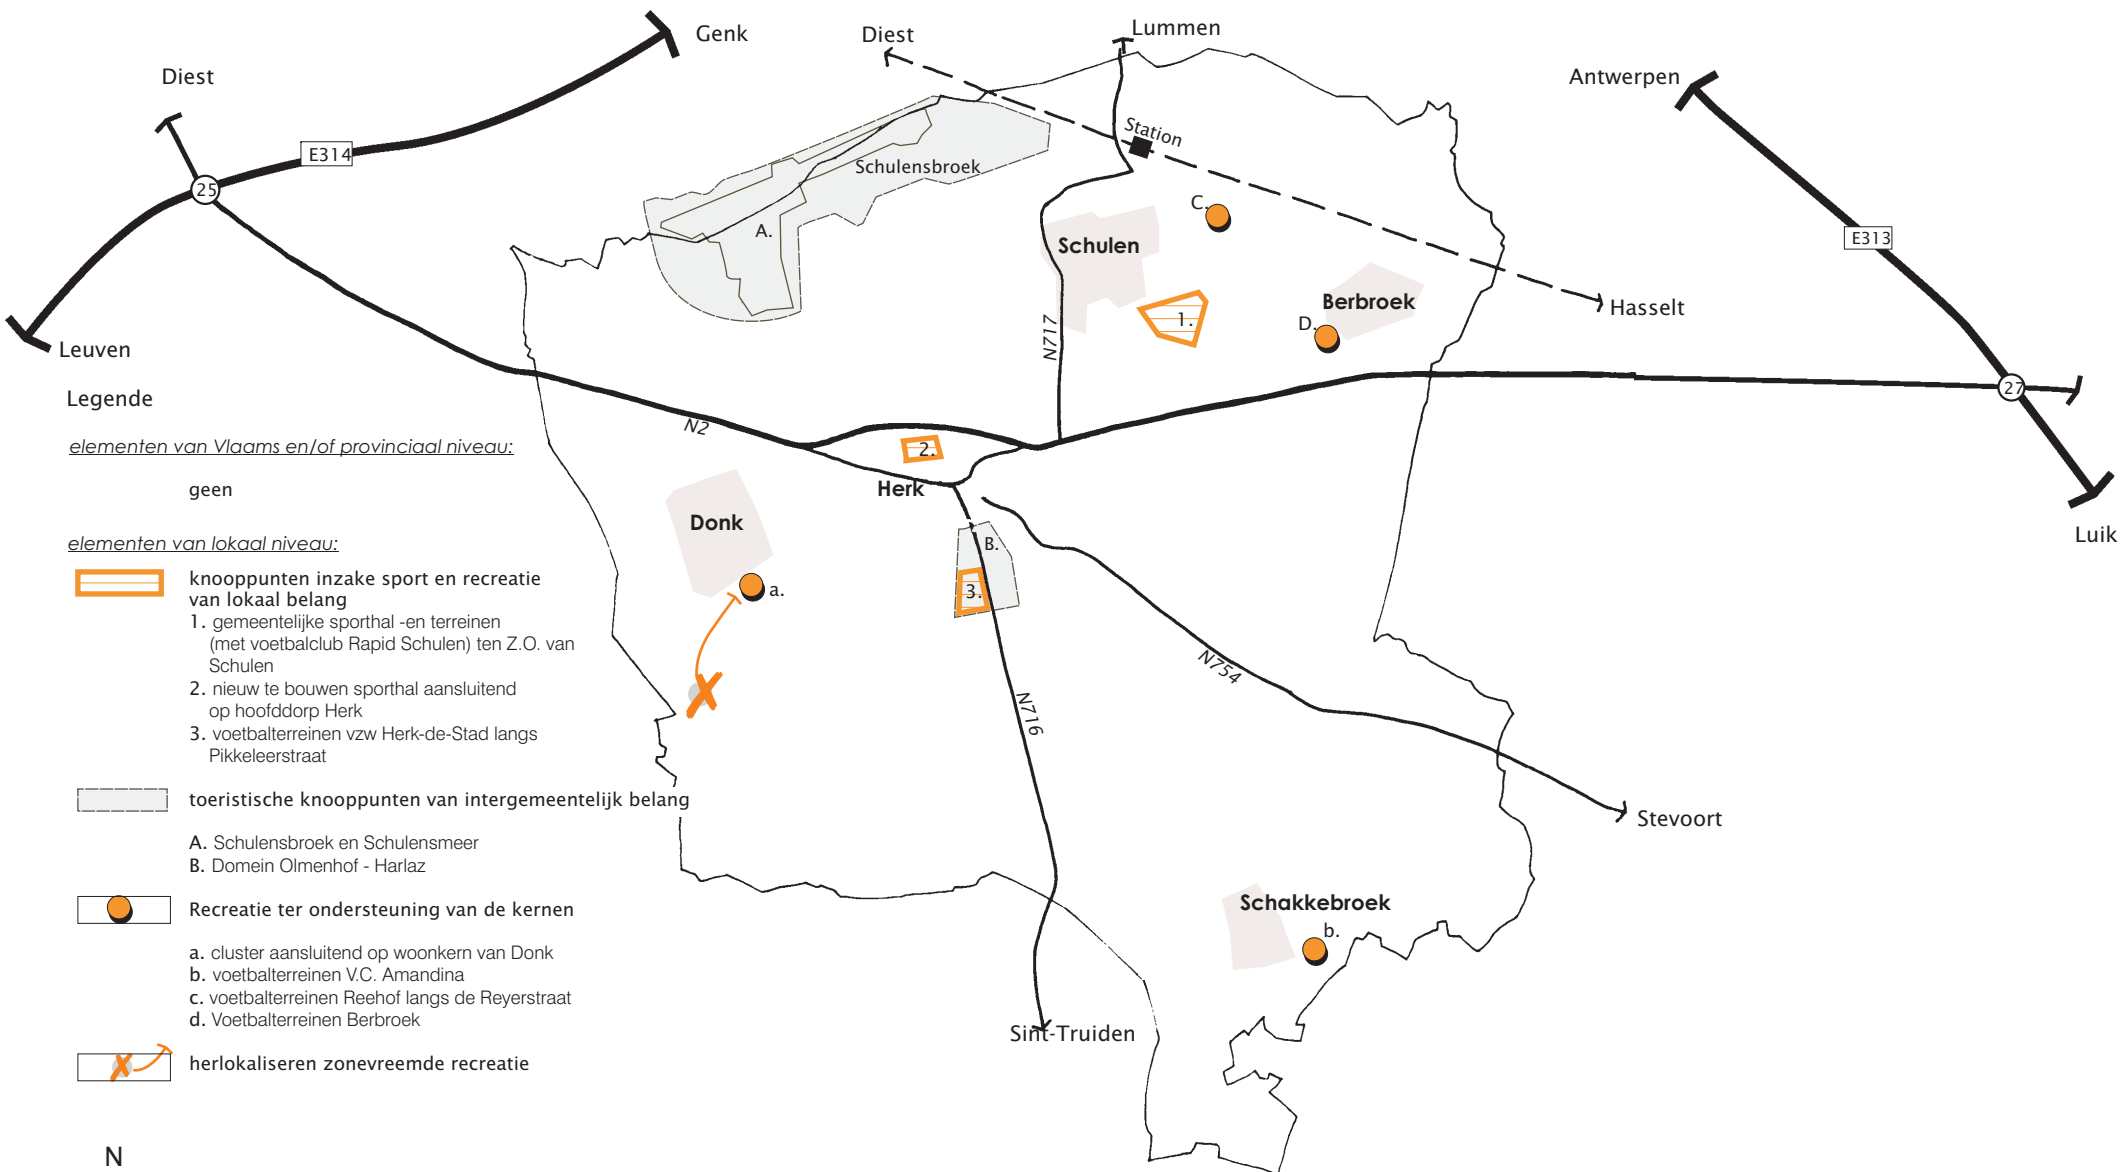 Genk
Diest
Lummen
Diest
Antwerpen
E314
Station
25
Schulensbroek
C.
A.
Schulen
E313
Berbroek
Hasselt
1.
D.
N717
Leuven
27
Legende
N2
elementen van Vlaams en/of provinciaal niveau:
2.
geen
Herk
Donk
Luik
elementen van lokaal niveau:
B.
knooppunten inzake sport en recreatie
van lokaal belang
a.
3.
1. gemeentelijke sporthal -en terreinen
(met voetbalclub Rapid Schulen) ten Z.O. van
Schulen
N754
2. nieuw te bouwen sporthal aansluitend
op hoofddorp Herk
N716
3. voetbalterreinen vzw Herk-de-Stad langs
Pikkeleerstraat
toeristische knooppunten van intergemeentelijk belang
Stevoort
A. Schulensbroek en Schulensmeer
B. Domein Olmenhof - Harlaz
Schakkebroek
Recreatie ter ondersteuning van de kernen
b.
a. cluster aansluitend op woonkern van Donk
b. voetbalterreinen V.C. Amandina
c. voetbalterreinen Reehof langs de Reyerstraat
d. Voetbalterreinen Berbroek
Sint-Truiden
herlokaliseren zonevreemde recreatie
N